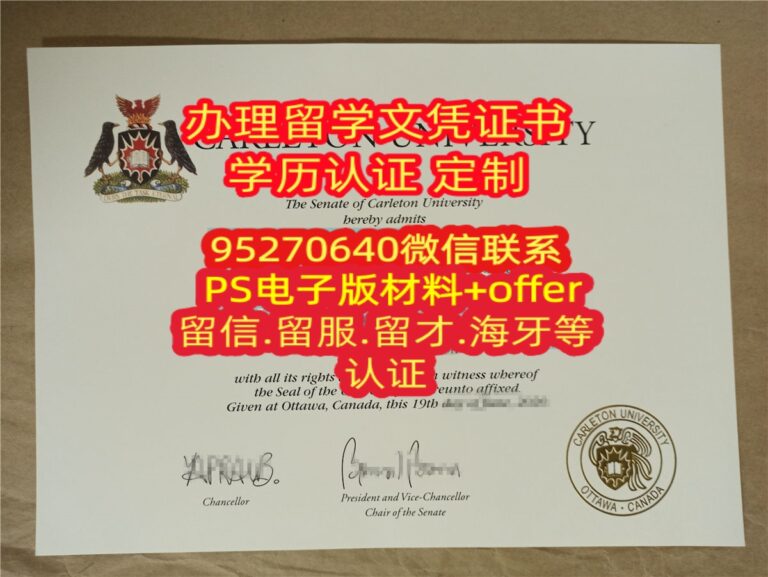 办理留学文凭证书
CARLETON UNIVERSITY
学历认证 定制
The Senate of Carleton University
hereby admits
95270640微信联系
PS电子版材料+offer
留信.留服.留才.海牙等
认证
with all its rights witness whereof
the Seal of the reunto affixed.
Given at Ottawa, Canada, this 19th
Chancellor
President and Vice-Chancellor
Chair of the Senate
CARLETON UNIVERSITY
OTTAWA · CANADA